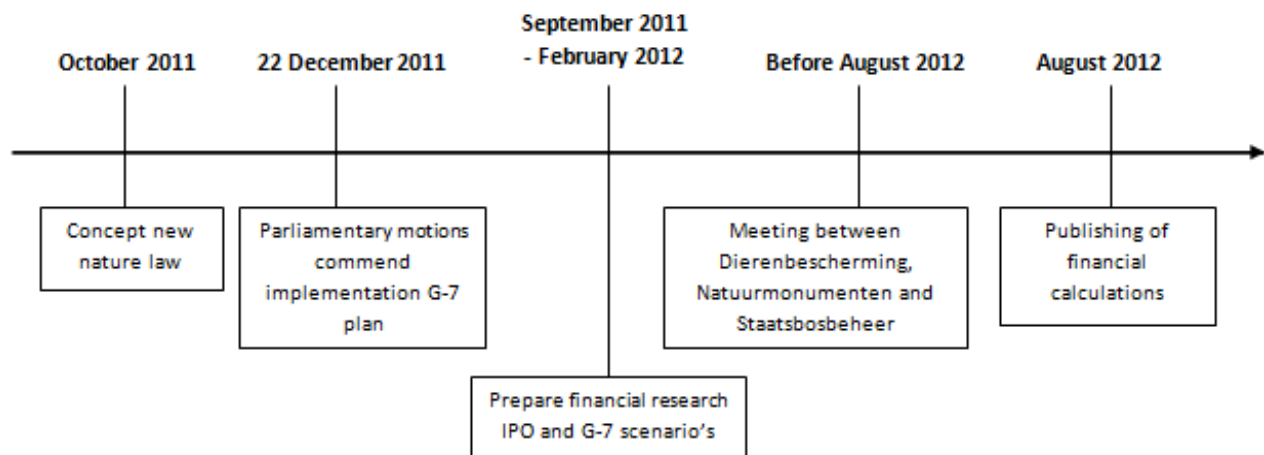 September 2011
- February 2012
October 2011
22 December 2011
Before August 2012
August 2012
Concept new
nature law
Parliamentary motions
commend
implementation G-7
plan
Meeting between
Dierenbescherming,
Natuurmonumenten and
Staatsbosbeheer
Publishing of
financial
calculations
Prepare financial research
IPO and G-7 scenario's